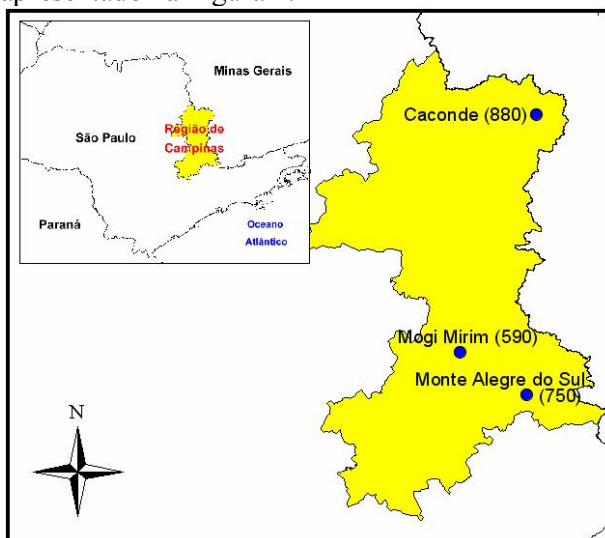 Minas Gerais
Região de
Campinas
São Paulo
Paraná
Oceano
Atlântico
Caconde (880)
Mogi Mirim (590)
Monte Alegre do Sul
(750)
N